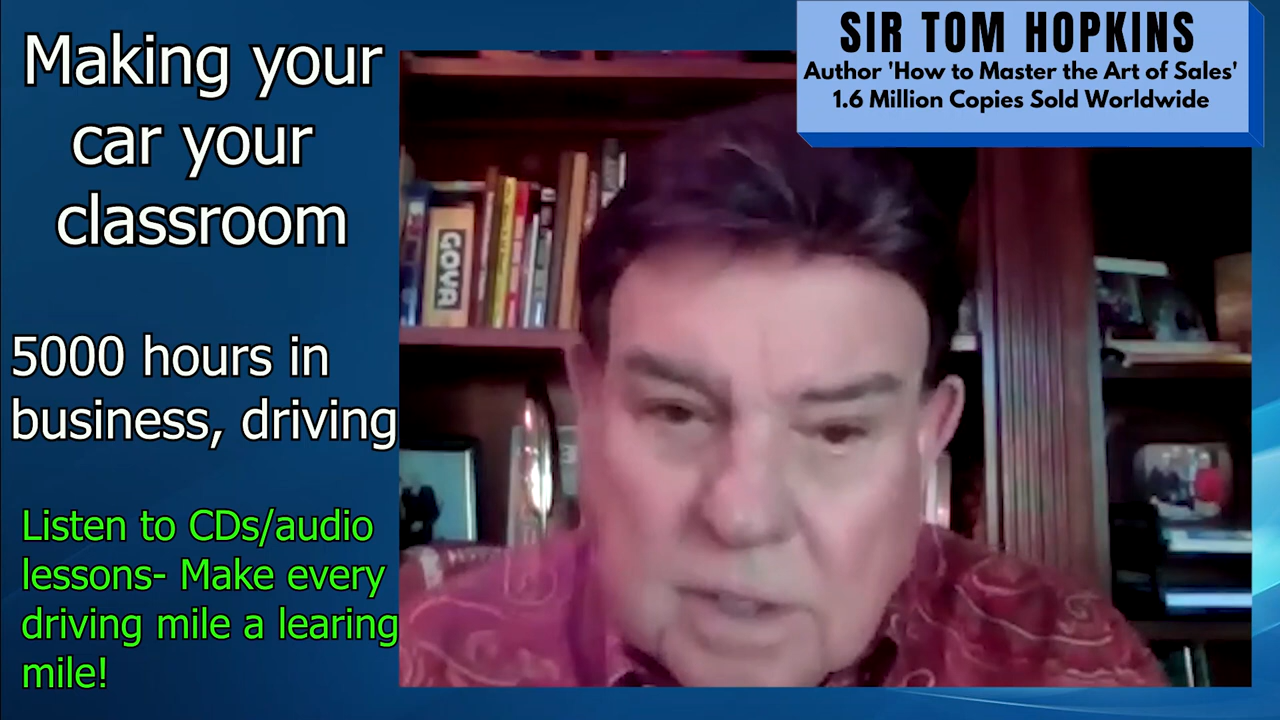 Making your
car your
classroom
5000 hours in
business, driving
Listen to CDs/audio
lessons- Make every
driving mile a learing
mile!
SIR TOM HOPKINS
Author 'How to Master the Art of Sales'
1.6 Million Copies Sold Worldwide
GOYA